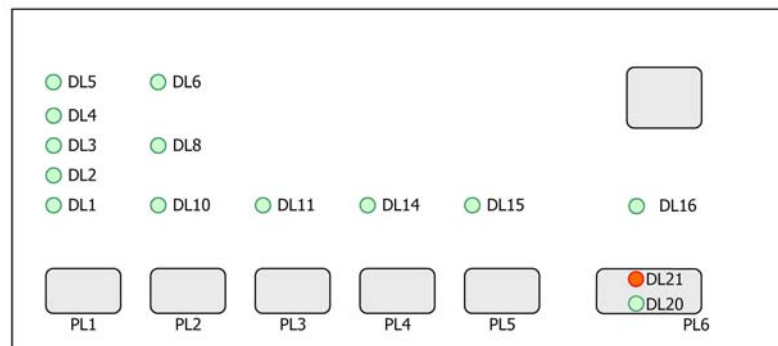 DL5 DL6
DL4
DL3 DL8
DL2
DL1 DL10 DL11 DL14 DL15 DL16
DL21
DL20
PL1 PL2 PL3 PL4 PL5 PL6